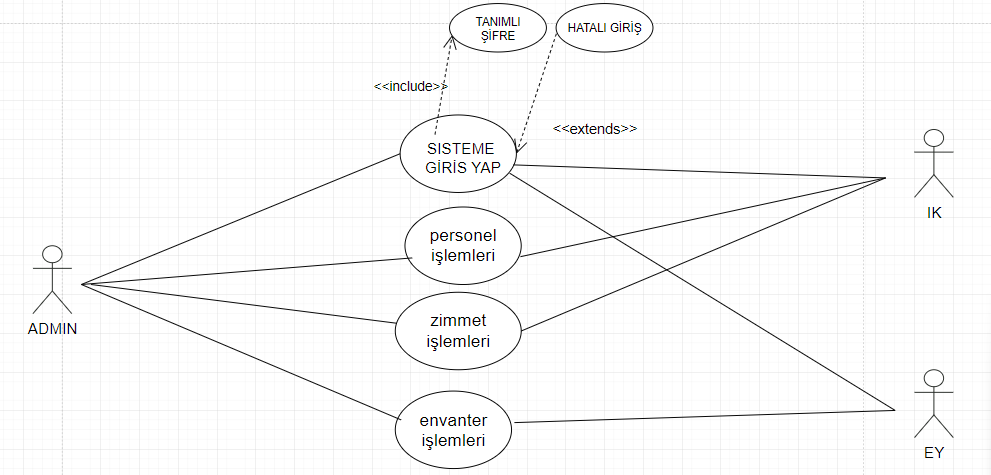 TANIMLI
ŞİFRE
HATALI GİRİŞ
<<include>>
<<extends>>
SISTEME
GİRİS YAP
IK
personel
işlemleri
ADMIN
zimmet
işlemleri
envanter
işlemleri
EY